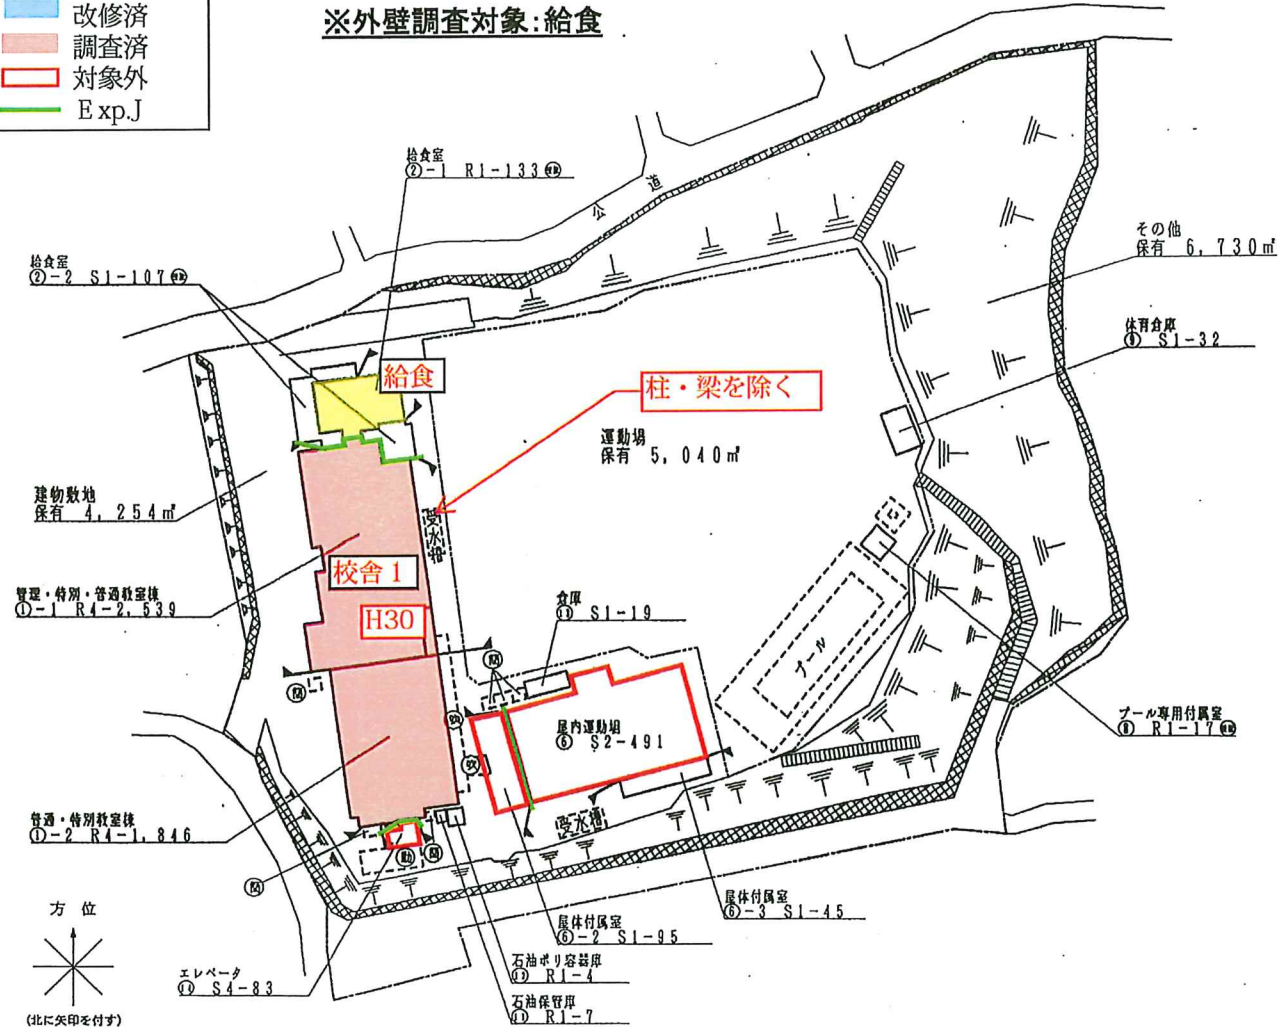 改修済
調査済
対象外
Exp.J
※外壁調査対象:給食
給食室
②-1 R1-133
公道
給食室
②-2 S1-107
その他
保有 6,730㎡
体育倉庫
⑨ S1-32
給食
柱・梁を除く
運動場
保有 5,040㎡
建物敷地
保有 4,254㎡
受水槽
校舎1
管理・特別・普通教室棟
①-1 R4-2,539
H30
倉庫
⑪ S1-19
プール
屋内運動場
⑥ S2-491
プール専用付属室
⑧ R1-17
普通・特別教室棟
①-2 R4-1,846
受水槽
方位
屋体付属室
⑥-3 S1-45
屋体付属室
⑥-2 S1-95
石油ポリ容器庫
R1-4
エレベータ
S4-83
石油保管庫
R1-7
(北に矢印を付す)